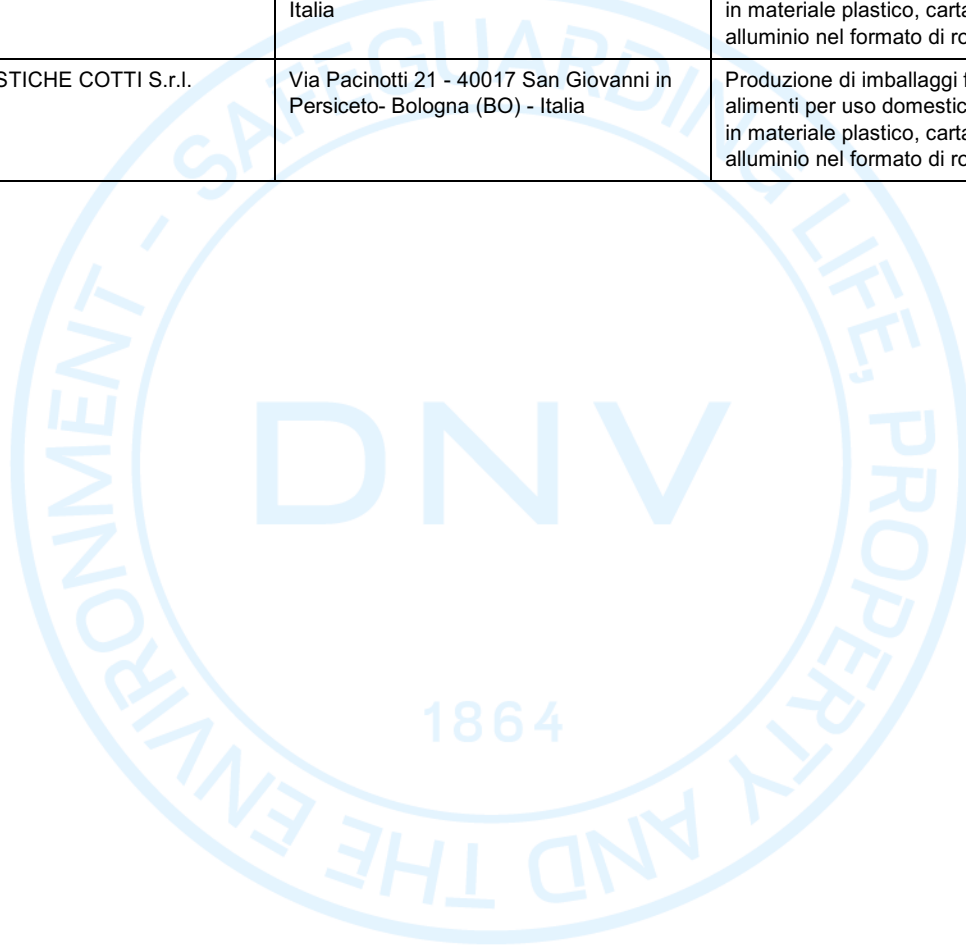 Italia
in materiale plastico, carta
alluminio nel formato di ro
STICHE COTTI S.r.l.
Via Pacinotti 21 - 40017 San Giovanni in
Persiceto- Bologna (BO) - Italia
Produzione di imballaggi f
alimenti per uso domestic
in materiale plastico, carta
alluminio nel formato di ro
SAFEGUARDING LIFE, PROPERTY AND THE ENVIRONMENT -
DNV
1864